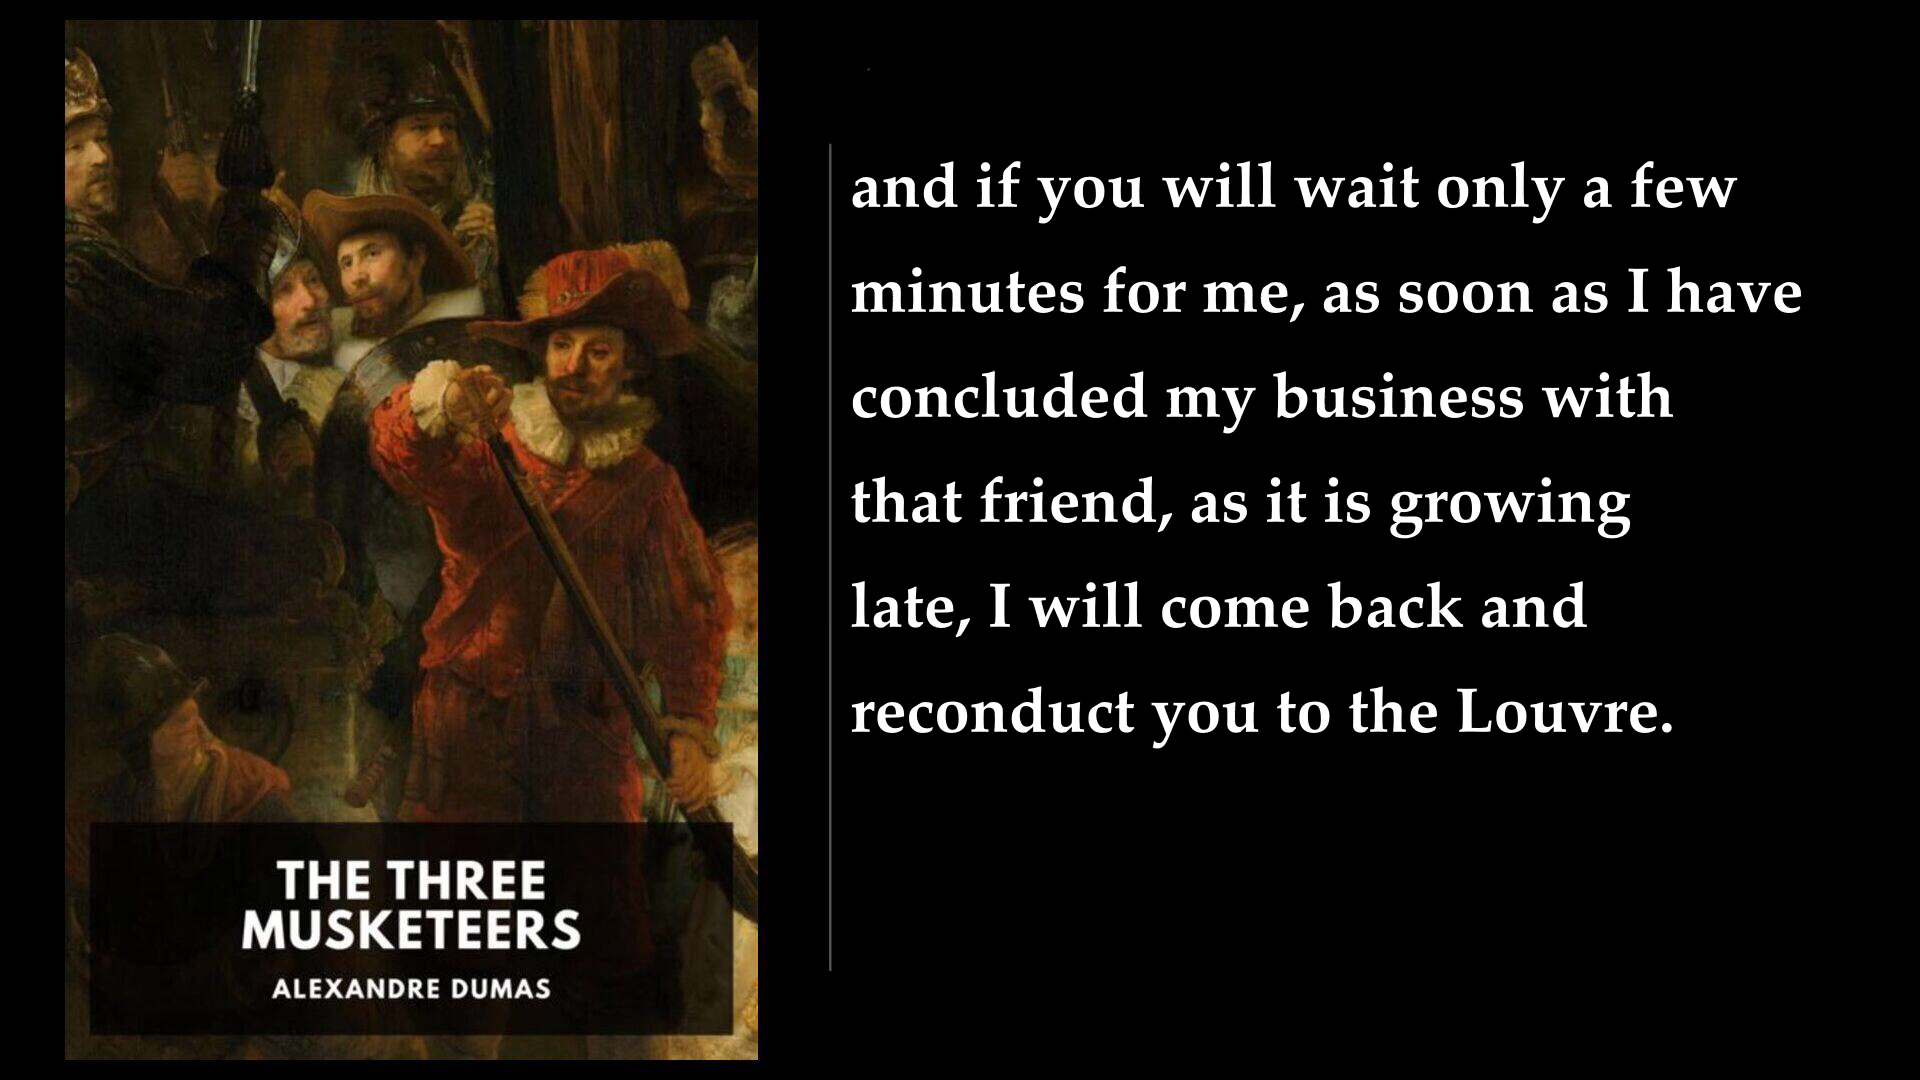 THE THREE
MUSKETEERS
ALEXANDRE DUMAS
and if you will wait only a few
minutes for me, as soon as I have
concluded my business with
that friend, as it is growing
late, I will come back and
reconduct you to the Louvre.